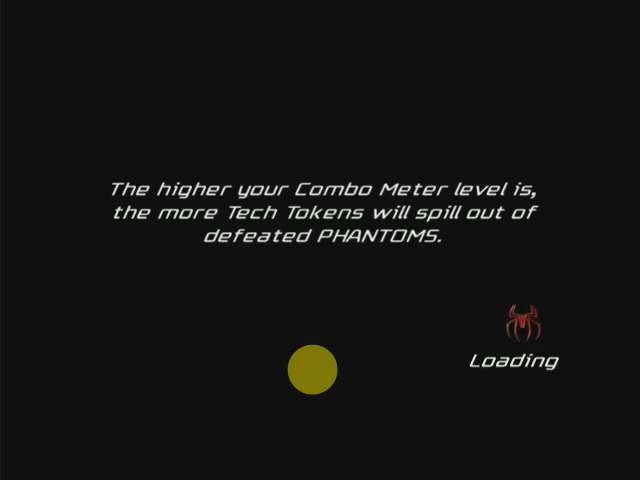 The higher your Combo Meter level is,
the more Tech Tokens will spill out of
defeated PHANTOMS.
Loading